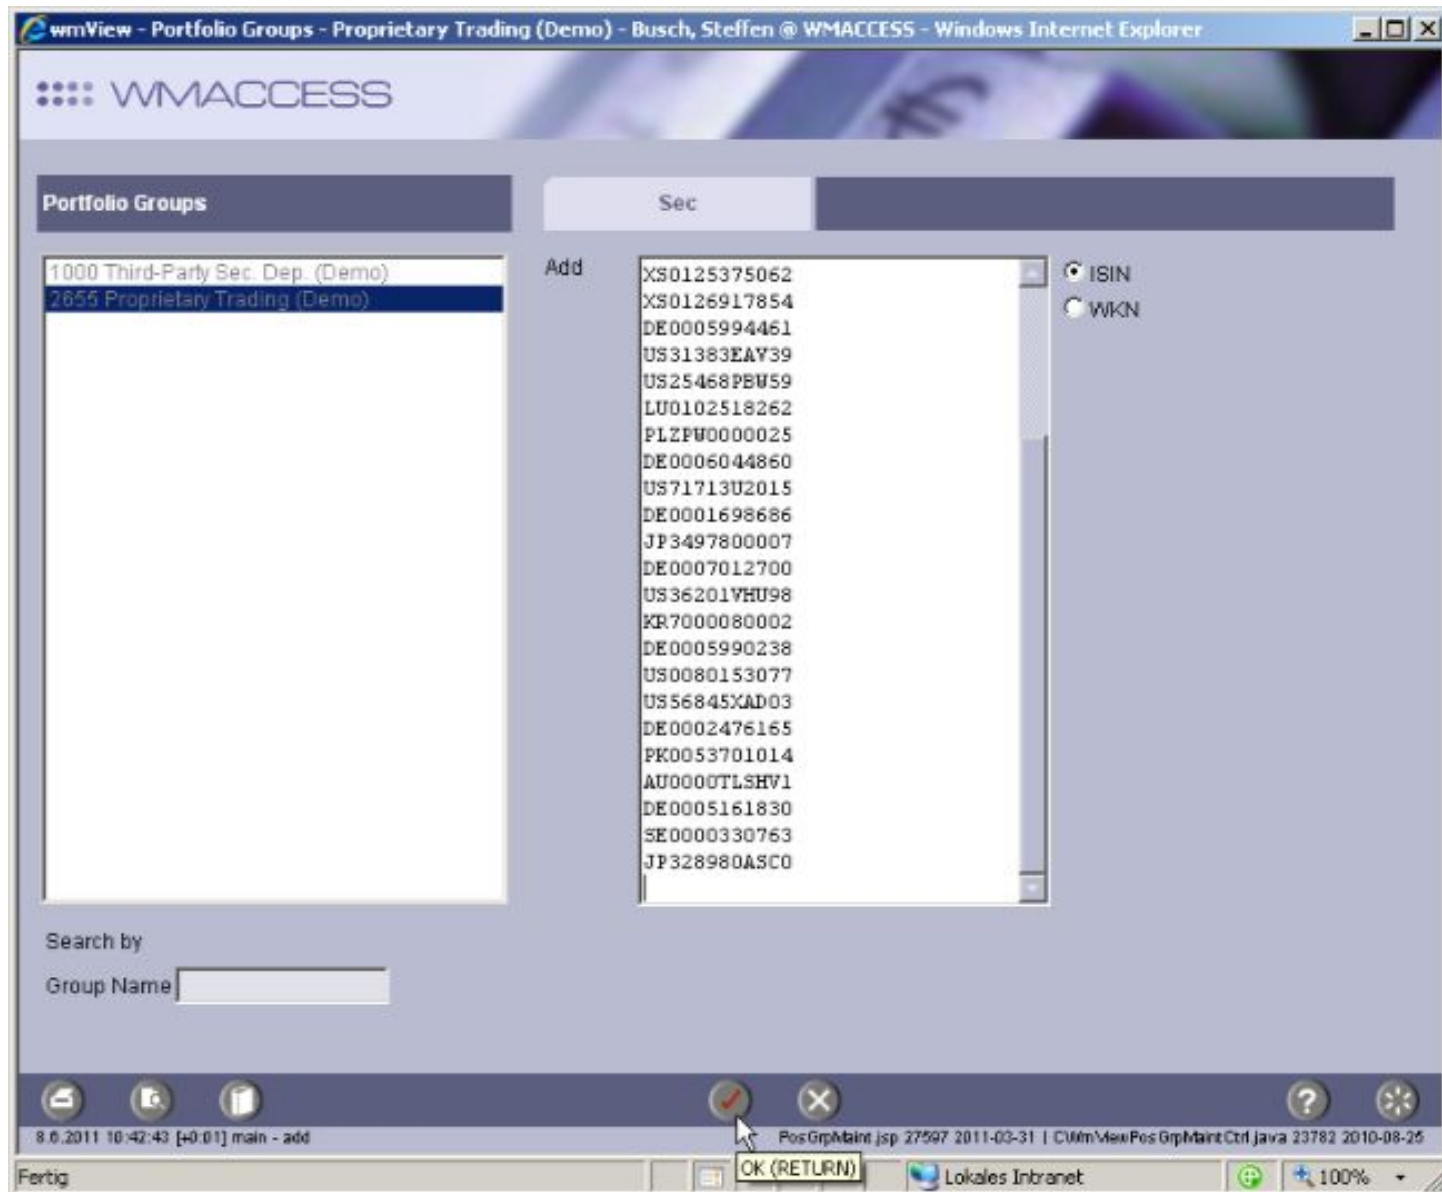 wmView - Portfolio Groups - Proprietary Trading (Demo) - Busch, Steffen @ WMACCESS - Windows Internet Explorer
WMACCESS
Portfolio Groups
Sec
1000 Third-Party Sec. Dep. (Demo)
2655 Proprietary Trading (Demo)
Add
XS0125375062
XS0126917854
DE0005994461
US31383EAV39
US25468PBW59
LU0102518262
PLZPW0000025
DE0006044860
US71713U2015
DE0001698686
JP3497800007
DE0007012700
US36201VHU98
KR7000080002
DE0005990238
US0080153077
US56845XAD03
DE0002476165
PK0053701014
AU0000TLSHV1
DE0005161830
SE0000330763
JP328980ASC0
ISIN
WKN
Search by
Group Name
8.6.2011 10:42:43 [+0:01] main - add
PosGrpMaint.jsp 27597 2011-03-31 | CWmViewPosGrpMaintCtrl.java 23782 2010-08-25
OK (RETURN)
Fertig
Lokales Intranet
100%